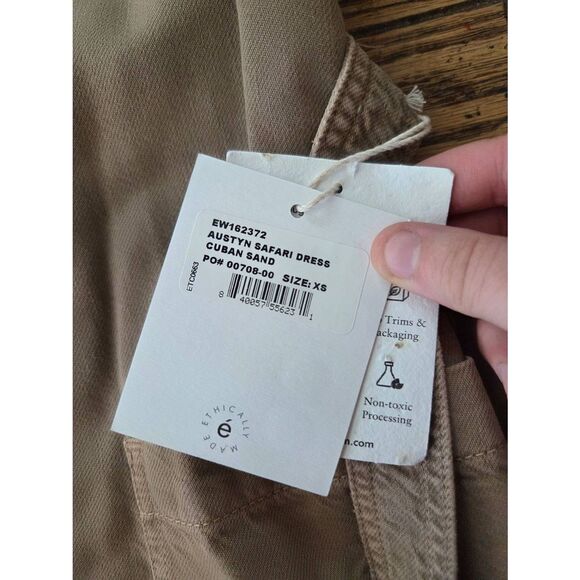 EW162372
AUSTYN SAFARI DRESS
CUBAN SAND
PO# 00708-00 SIZE: XS
8 40057 55623 1
ETC0663
ETHICALLY MADE
e
Trims &
ackaging
Non-toxic
Processing
.com